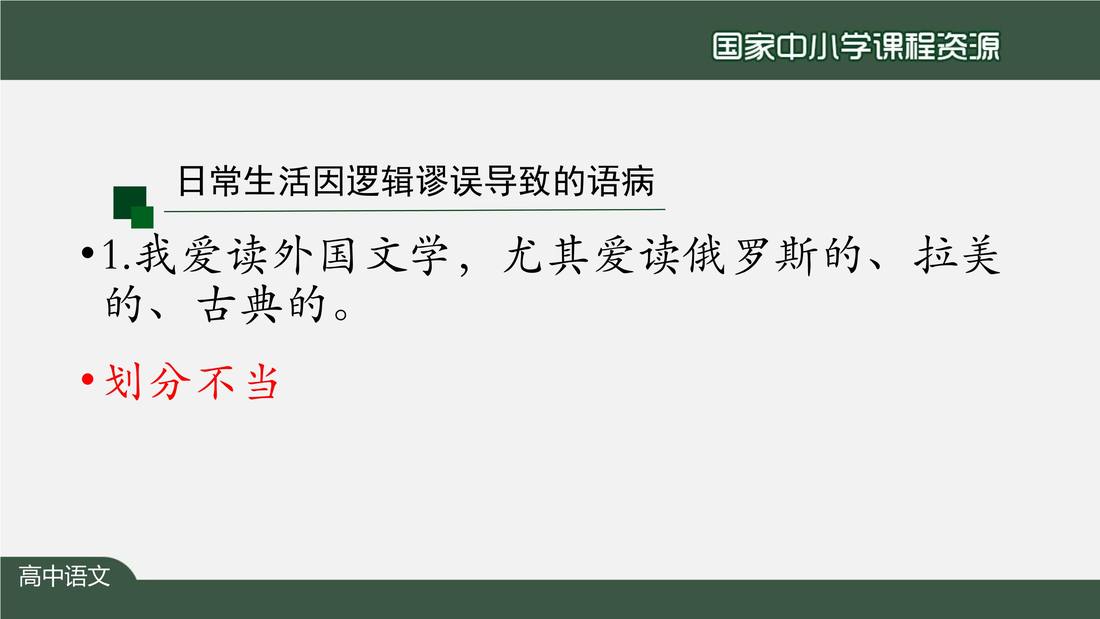 国家中小学课程资源
日常生活因逻辑谬误导致的语病
•1.我爱读外国文学，尤其爱读俄罗斯的、拉美
的、古典的。
•划分不当
高中语文